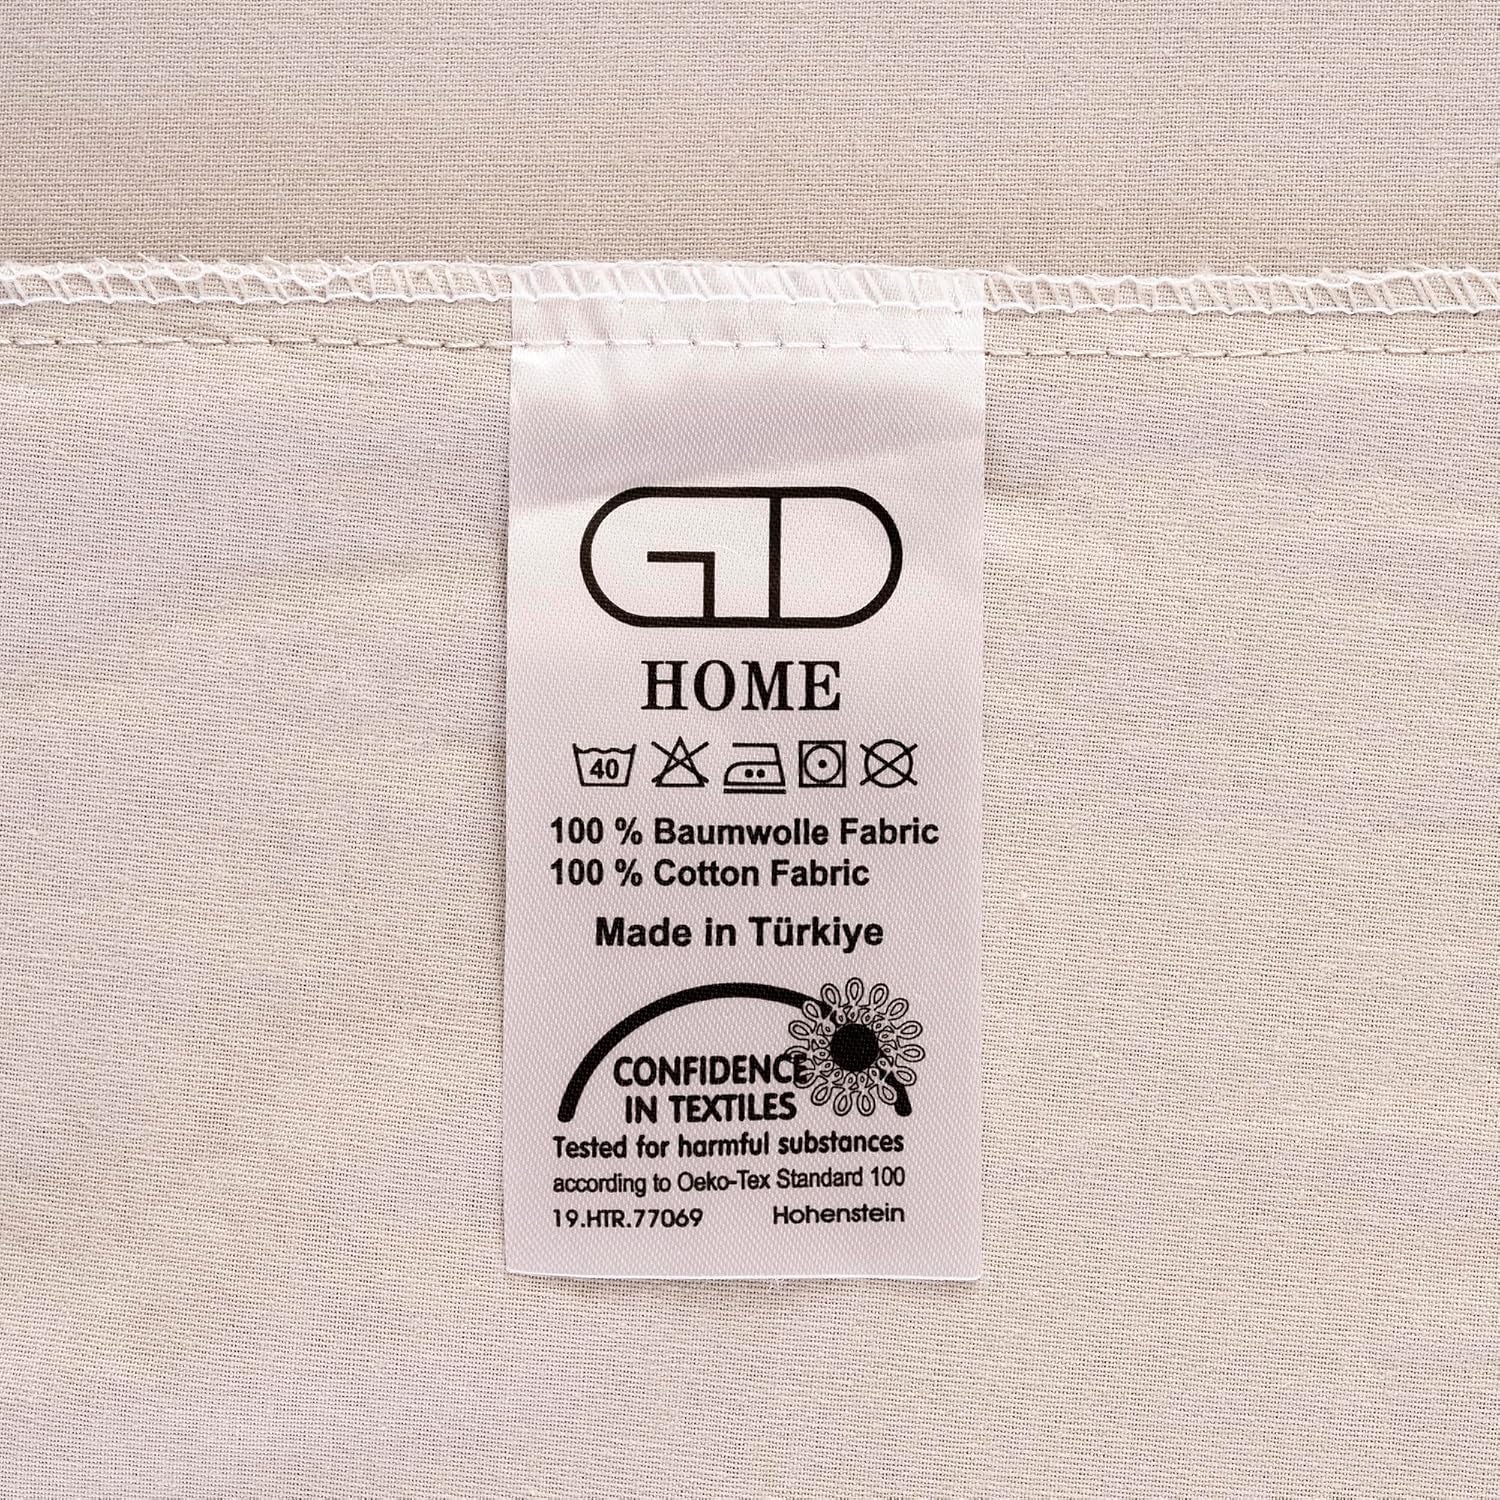 GD
HOME
40
100 % Baumwolle Fabric
100 % Cotton Fabric
Made in Türkiye
CONFIDENCE
IN TEXTILES
Tested for harmful substances
according to Oeko-Tex Standard 100
19.HTR.77069 Hohenstein